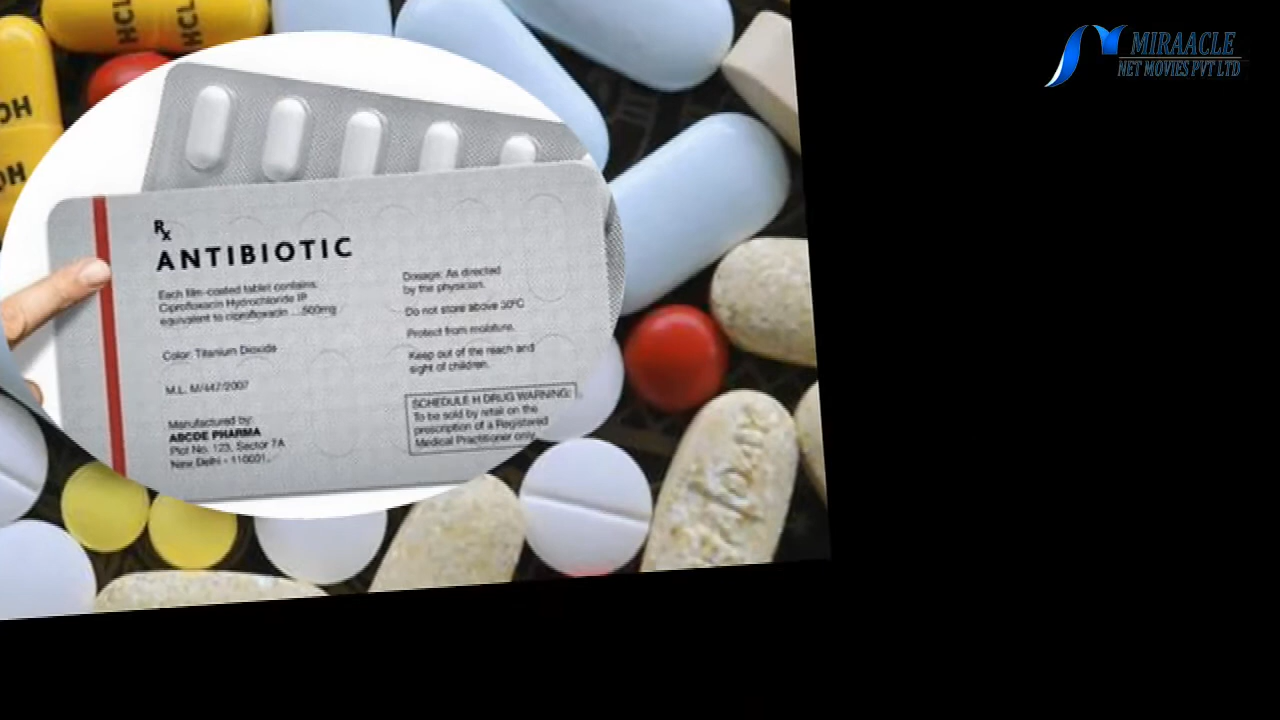 MIRAACLE
NET MOVIES PVT LTD
HCL
HCL
OH
OH
Rx
ANTIBIOTIC
Each film-coated tablet contains:
Ciprofloxacin Hydrochloride IP
equivalent to ciprofloxacin ...500mg
Color: Titanium Dioxide
M.L. M/447/2007
Manufactured by:
ABCDE PHARMA
Plot No. 123, Sector 7A
New Delhi - 110001.
Dosage: As directed
by the physician.
Do not store above 30°C
Protect from moisture.
Keep out of the reach and
sight of children.
SCHEDULE H DRUG WARNING:
To be sold by retail on the
prescription of a Registered
Medical Practitioner only.